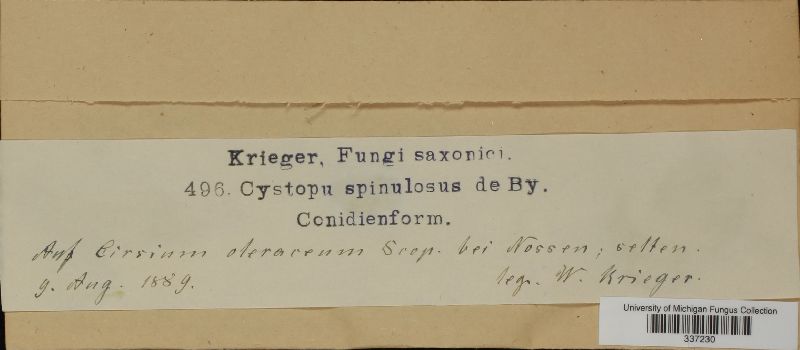 Krieger, Fungi saxonici.
496. Cystopu spinulosus de By.
Conidienform.
Auf Cirsium oleraceum Scop. bei Nossen; selten.
9. Aug. 1889.
leg. W. Krieger.
University of Michigan Fungus Collection
337230